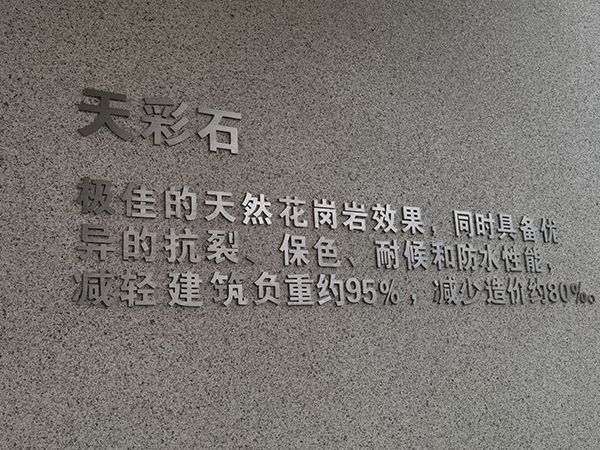 天彩石
极佳的天然花岗岩效果，同时具备优
异的抗裂、保色、耐候和防水性能，
减轻建筑负重约95%，减少造价约80%。